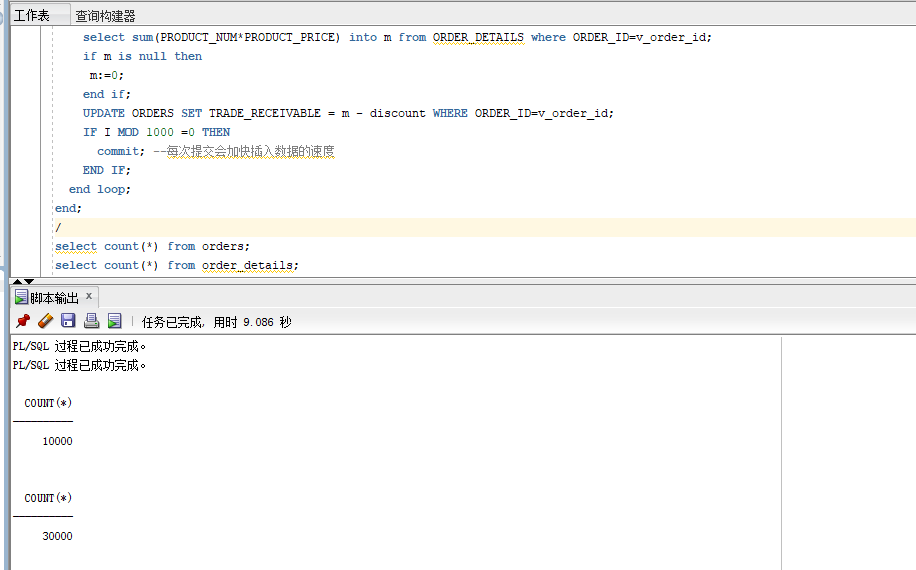 工作表 查询构建器
select sum(PRODUCT_NUM*PRODUCT_PRICE) into m from ORDER_DETAILS where ORDER_ID=v_order_id;
if m is null then
m:=0;
end if;
UPDATE ORDERS SET TRADE_RECEIVABLE = m - discount WHERE ORDER_ID=v_order_id;
IF I MOD 1000 =0 THEN
commit; --每次提交会加快插入数据的速度
END IF;
end loop;
end;
/
select count(*) from orders;
select count(*) from order_details;
脚本输出 x
任务已完成, 用时 9.086 秒
PL/SQL 过程已成功完成。
PL/SQL 过程已成功完成。
COUNT(*)
----------
10000
COUNT(*)
----------
30000